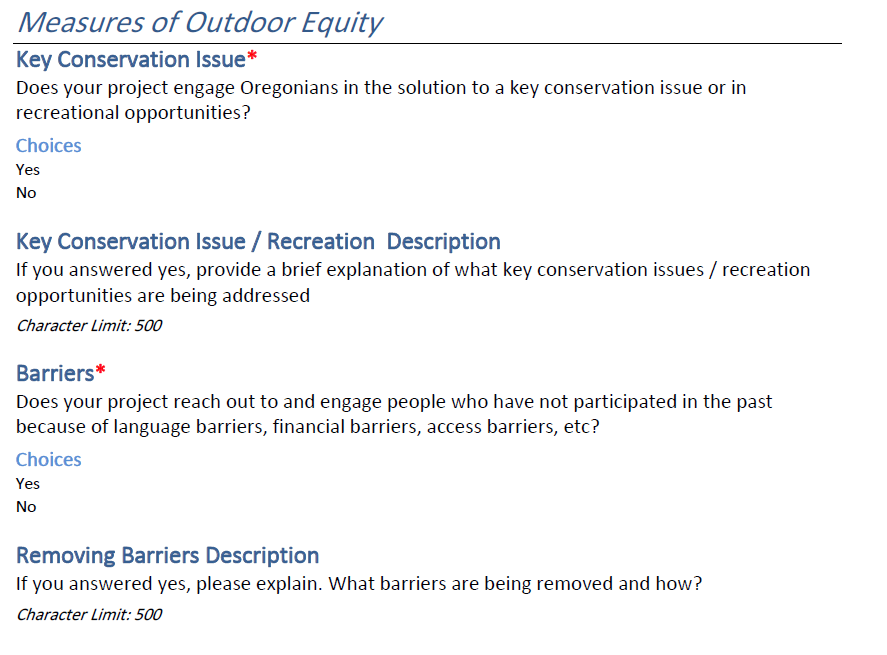 Measures of Outdoor Equity
Key Conservation Issue*
Does your project engage Oregonians in the solution to a key conservation issue or in
recreational opportunities?
Choices
Yes
No
Key Conservation Issue / Recreation  Description
If you answered yes, provide a brief explanation of what key conservation issues / recreation
opportunities are being addressed
Character Limit: 500
Barriers*
Does your project reach out to and engage people who have not participated in the past
because of language barriers, financial barriers, access barriers, etc?
Choices
Yes
No
Removing Barriers Description
If you answered yes, please explain. What barriers are being removed and how?
Character Limit: 500